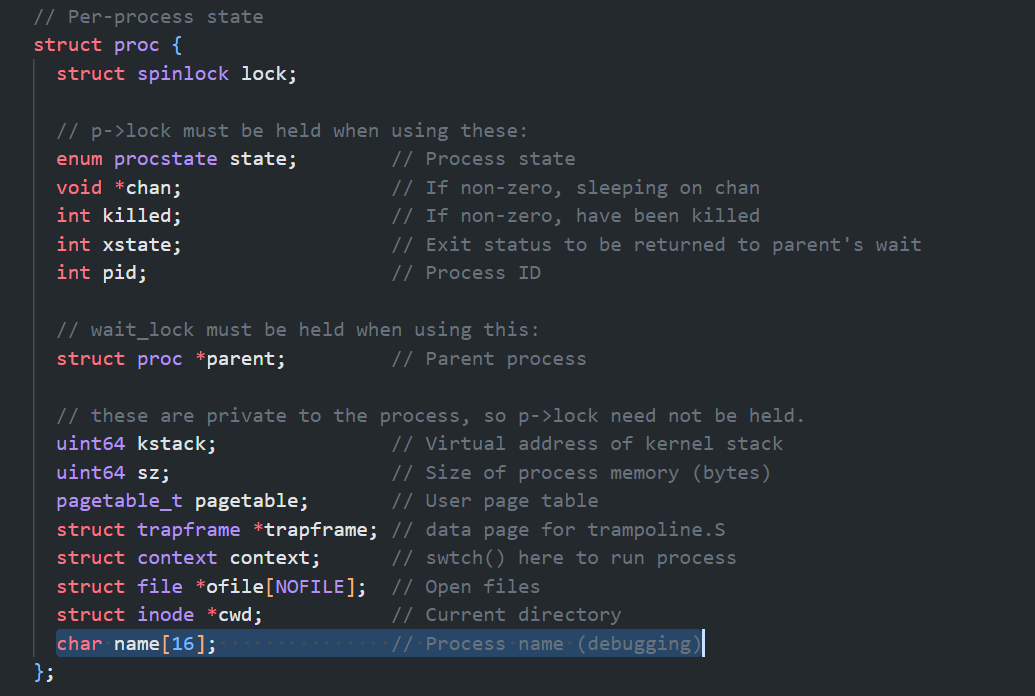 // Per-process state
struct proc {
  struct spinlock lock;

  // p->lock must be held when using these:
  enum procstate state;        // Process state
  void *chan;                  // If non-zero, sleeping on chan
  int killed;                  // If non-zero, have been killed
  int xstate;                  // Exit status to be returned to parent's wait
  int pid;                     // Process ID

  // wait_lock must be held when using this:
  struct proc *parent;         // Parent process

  // these are private to the process, so p->lock need not be held.
  uint64 kstack;               // Virtual address of kernel stack
  uint64 sz;                   // Size of process memory (bytes)
  pagetable_t pagetable;       // User page table
  struct trapframe *trapframe; // data page for trampoline.S
  struct context context;      // swtch() here to run process
  struct file *ofile[NOFILE];  // Open files
  struct inode *cwd;           // Current directory
  char name[16];               // Process name (debugging)
};